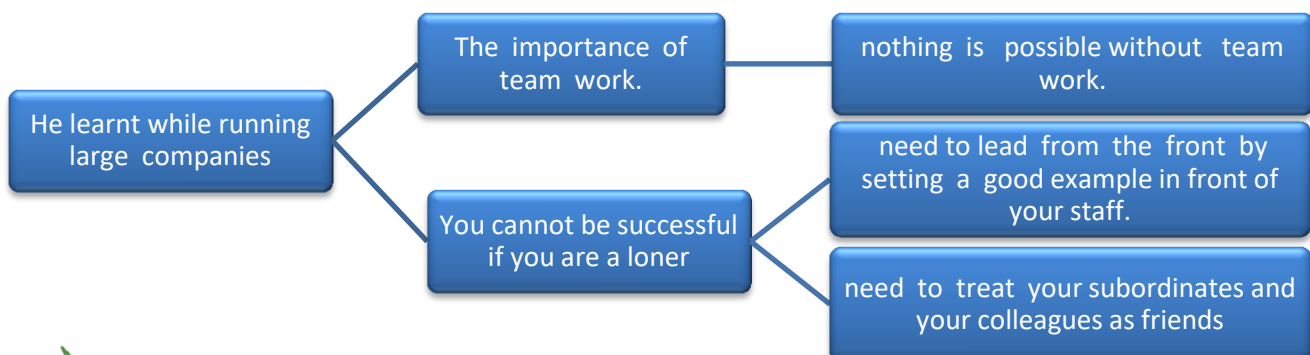 He learnt while running
large companies
The importance of
team work.
nothing is possible without team
work.
You cannot be successful
if you are a loner
need to lead from the front by
setting a good example in front of
your staff.
need to treat your subordinates and
your colleagues as friends